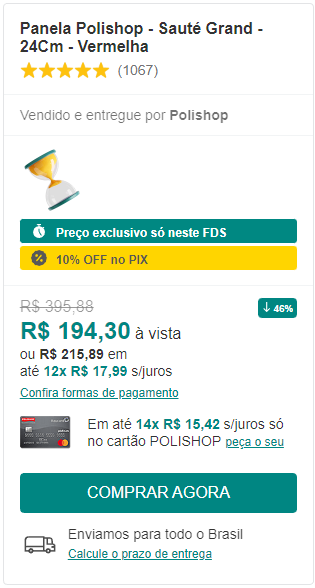 Panela Polishop - Sauté Grand -
24Cm - Vermelha
(1067)
Vendido e entregue por Polishop
Preço exclusivo só neste FDS
10% OFF no PIX
R$ 395,88
↓ 46%
R$ 194,30 à vista
ou R$ 215,89 em
até 12x R$ 17,99 s/juros
Confira formas de pagamento
Em até 14x R$ 15,42 s/juros só
no cartão POLISHOP peça o seu
COMPRAR AGORA
Enviamos para todo o Brasil
Calcule o prazo de entrega